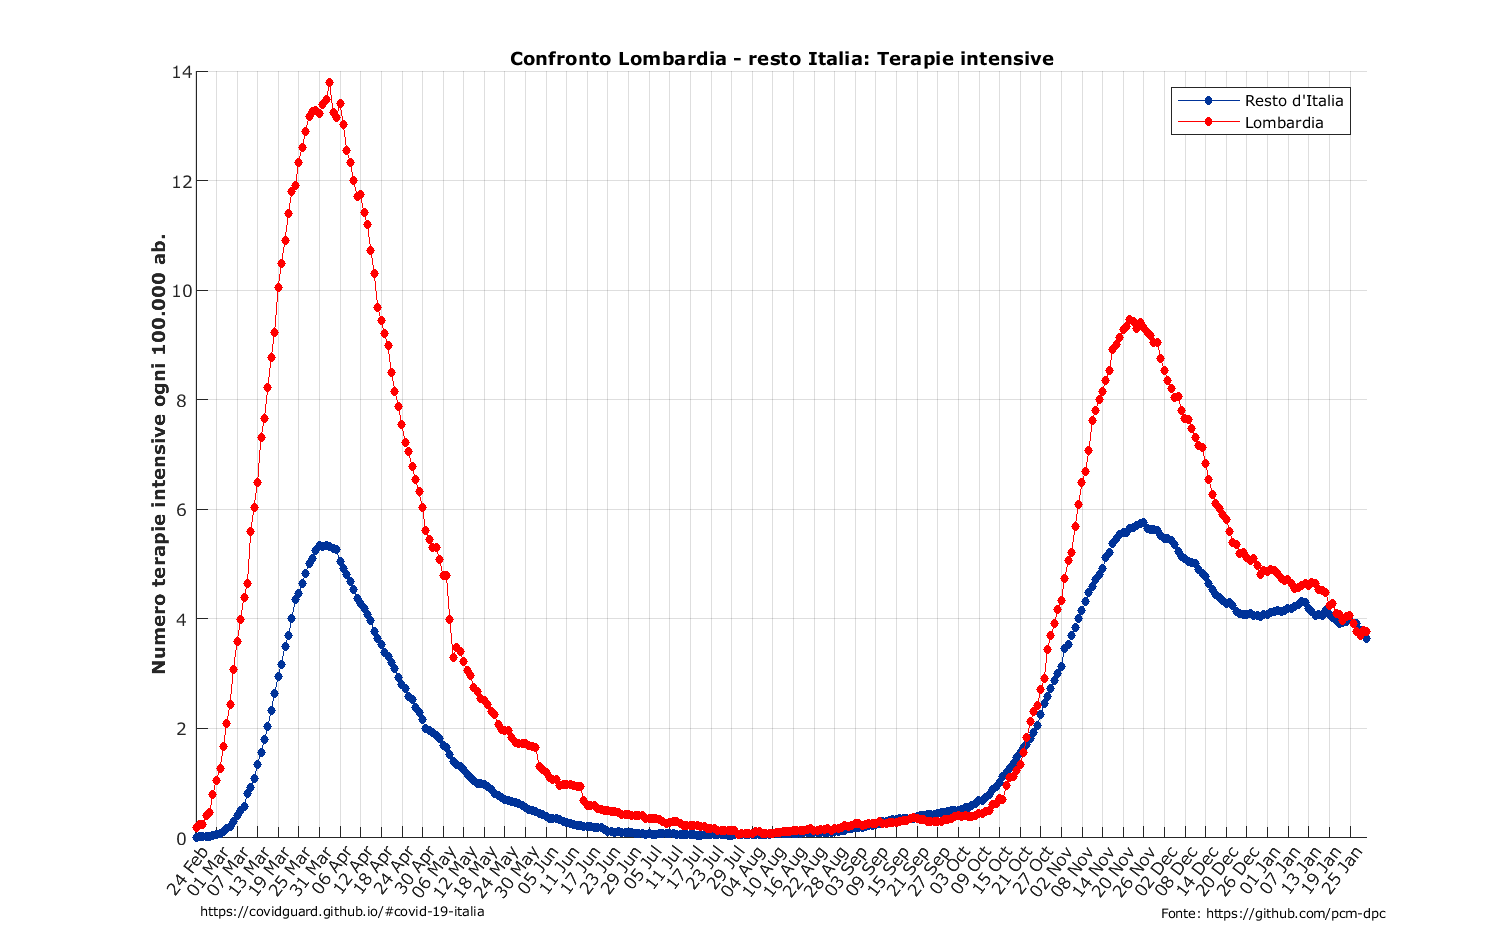 Confronto Lombardia - resto Italia: Terapie intensive
Resto d'Italia
Lombardia
Numero terapie intensive ogni 100.000 ab.
14
12
10
8
6
4
2
0
24 Feb
01 Mar
07 Mar
13 Mar
19 Mar
25 Mar
31 Mar
06 Apr
12 Apr
18 Apr
24 Apr
30 Apr
06 May
12 May
18 May
24 May
30 May
05 Jun
11 Jun
17 Jun
23 Jun
29 Jun
05 Jul
11 Jul
17 Jul
23 Jul
29 Jul
04 Aug
10 Aug
16 Aug
22 Aug
28 Aug
03 Sep
09 Sep
15 Sep
21 Sep
27 Sep
03 Oct
09 Oct
15 Oct
21 Oct
27 Oct
02 Nov
08 Nov
14 Nov
20 Nov
26 Nov
02 Dec
08 Dec
14 Dec
20 Dec
26 Dec
01 Jan
07 Jan
13 Jan
19 Jan
25 Jan
https://covidguard.github.io/#covid-19-italia
Fonte: https://github.com/pcm-dpc